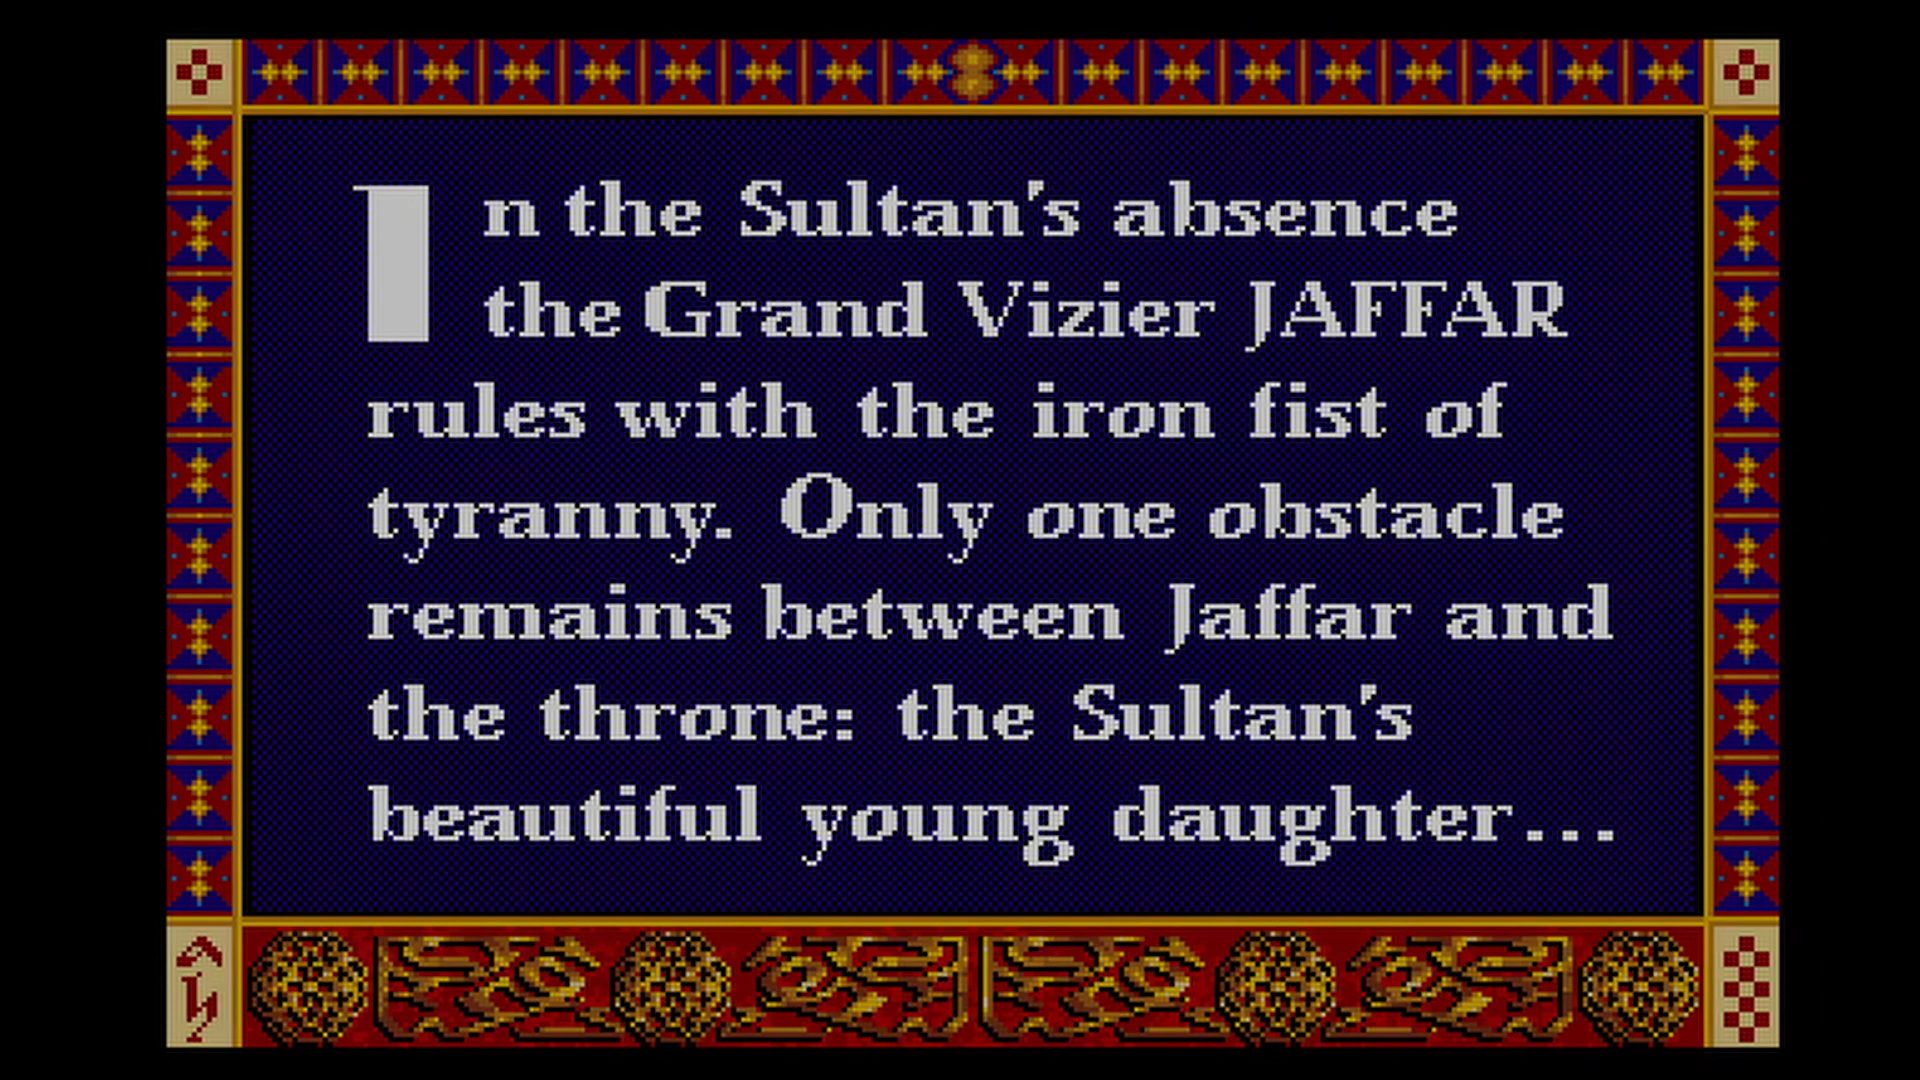 In the Sultan's absence
the Grand Vizier JAFFAR
rules with the iron fist of
tyranny. Only one obstacle
remains between Jaffar and
the throne: the Sultan's
beautiful young daughter...